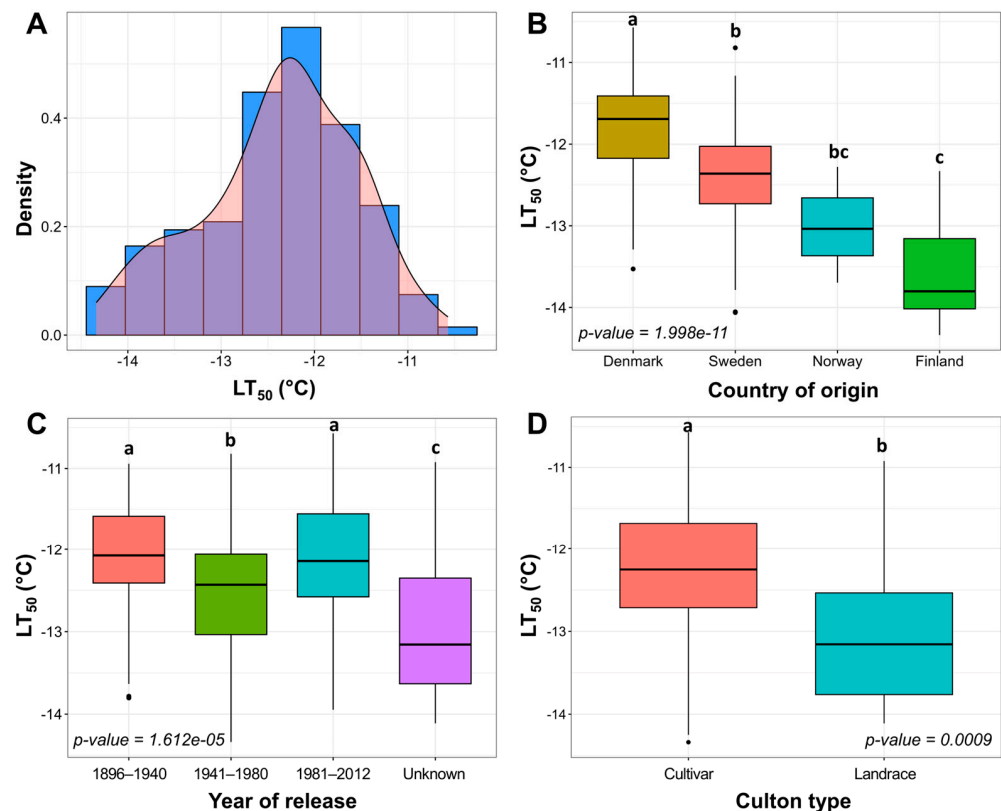 A
Density
0.4
0.2
0.0
-14
-13
-12
-11
LT50 (°C)
B
a
b
bc
c
LT50 (°C)
-11
-12
-13
-14
p-value = 1.998e-11
Denmark
Sweden
Norway
Finland
Country of origin
C
a
b
a
c
LT50 (°C)
-11
-12
-13
-14
p-value = 1.612e-05
1896–1940
1941–1980
1981–2012
Unknown
Year of release
D
a
b
LT50 (°C)
-11
-12
-13
-14
p-value = 0.0009
Cultivar
Landrace
Culton type